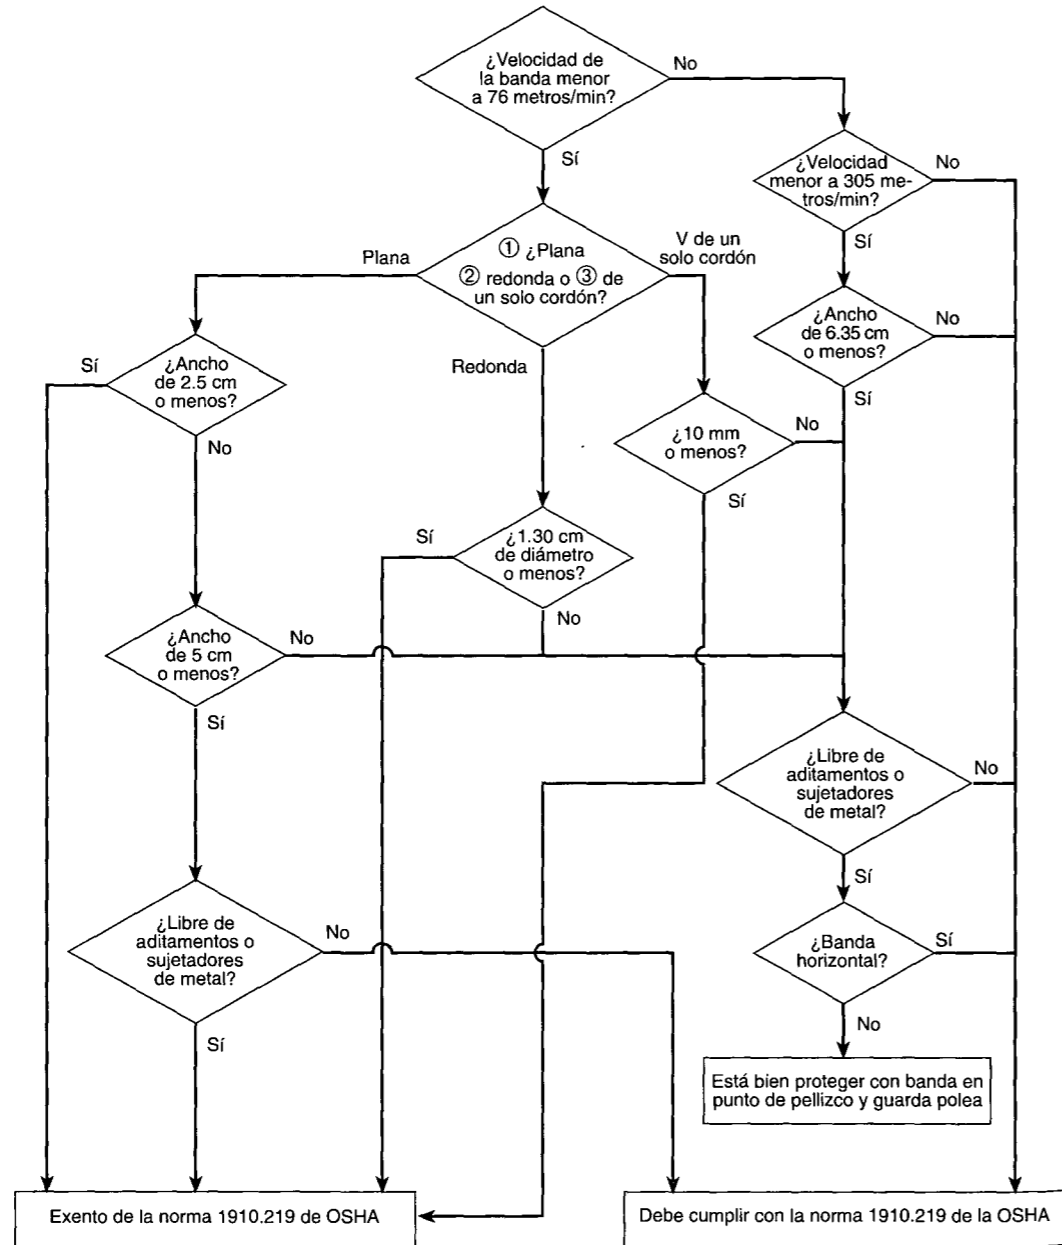 ¿Velocidad de
la banda menor
a 76 metros/min?
No
Sí
¿Velocidad
menor a 305 me-
tros/min?
No
Sí
① ¿Plana
② redonda o ③ de
un solo cordón?
Plana
V de un
solo cordón
Redonda
¿Ancho
de 6.35 cm
o menos?
No
Sí
¿Ancho
de 2.5 cm
o menos?
Sí
No
¿10 mm
o menos?
No
Sí
¿1.30 cm
de diámetro
o menos?
Sí
No
¿Ancho
de 5 cm
o menos?
No
Sí
¿Libre de
aditamentos o
sujetadores
de metal?
No
Sí
¿Libre de
aditamentos o
sujetadores
de metal?
No
Sí
¿Banda
horizontal?
Sí
No
Está bien proteger con banda en
punto de pellizco y guarda polea
Exento de la norma 1910.219 de OSHA
Debe cumplir con la norma 1910.219 de la OSHA